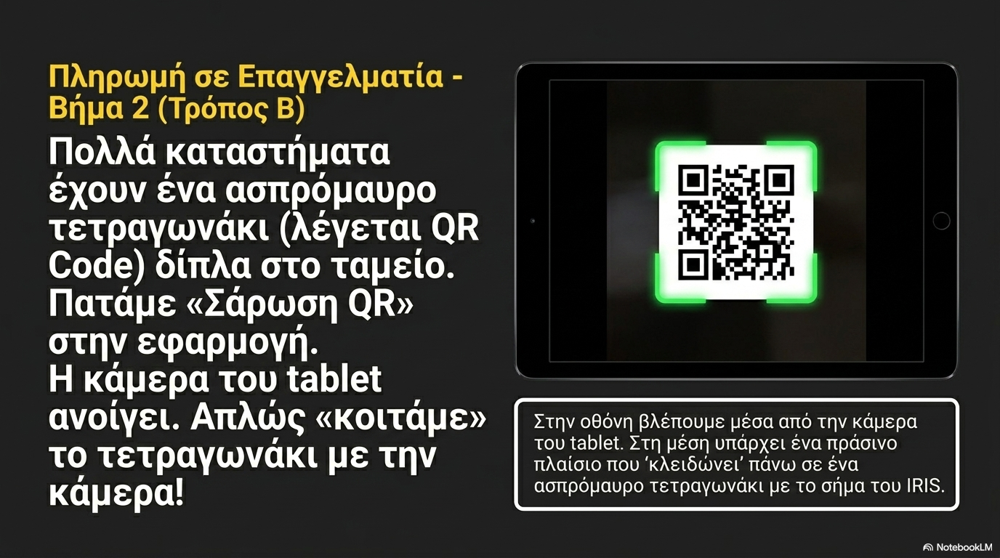 Πληρωμή σε Επαγγελματία -
Βήμα 2 (Τρόπος Β)
Πολλά καταστήματα
έχουν ένα ασπρόμαυρο
τετραγωνάκι (λέγεται QR
Code) δίπλα στο ταμείο.
Πατάμε «Σάρωση QR»
στην εφαρμογή.
Η κάμερα του tablet
ανοίγει. Απλώς «κοιτάμε»
το τετραγωνάκι με την
κάμερα!
Στην οθόνη βλέπουμε μέσα από την κάμερα
του tablet. Στη μέση υπάρχει ένα πράσινο
πλαίσιο που ‘κλειδώνει’ πάνω σε ένα
ασπρόμαυρο τετραγωνάκι με το σήμα του IRIS.
NotebookLM